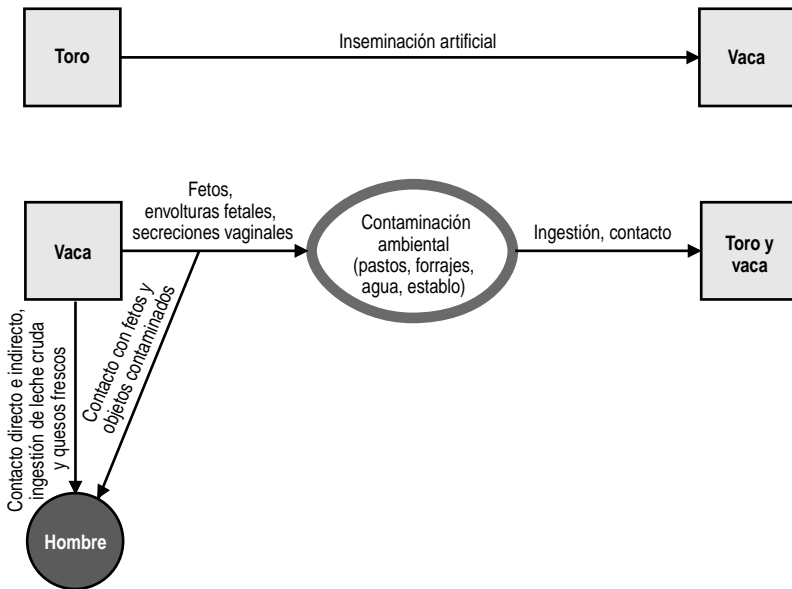 Toro
Inseminación artificial
Vaca
Fetos,
envolturas fetales,
secreciones vaginales
Vaca
Contaminación
ambiental
(pastos, forrajes,
agua, establo)
Ingestión, contacto
Toro y
vaca
Contacto directo e indirecto,
ingestión de leche cruda
y quesos frescos
Contacto con fetos y
objetos contaminados
Hombre